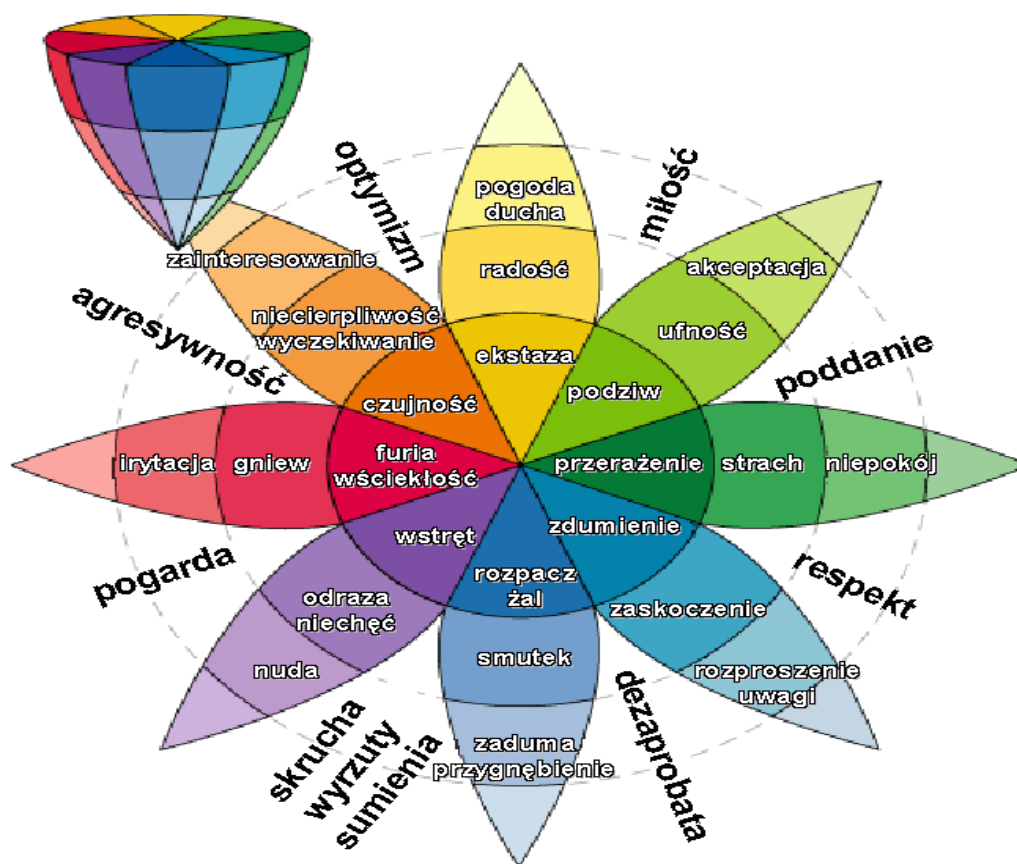 optymizm
miłość
pogoda
ducha
zainteresowanie
radość
akceptacja
agresywność
niecierpliwość
wyczekiwanie
ufność
ekstaza
poddanie
czujność
podziw
irytacja
gniew
furia
wściekłość
przerażenie
strach
niepokój
wstręt
zdumienie
pogarda
rozpacz
żal
respekt
odraza
niechęć
zaskoczenie
nuda
smutek
rozproszenie
uwagi
skrucha
wyrzuty
sumienia
zaduma
przygnębienie
dezaprobata